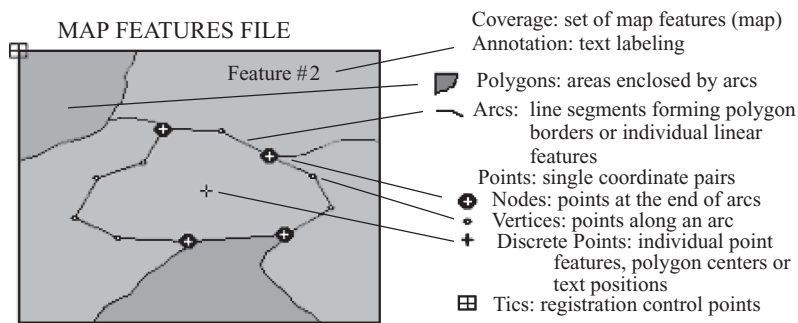 MAP FEATURES FILE
Feature #2
Coverage: set of map features (map)
Annotation: text labeling
Polygons: areas enclosed by arcs
Arcs: line segments forming polygon
borders or individual linear
features
Points: single coordinate pairs
Nodes: points at the end of arcs
Vertices: points along an arc
Discrete Points: individual point
features, polygon centers or
text positions
Tics: registration control points